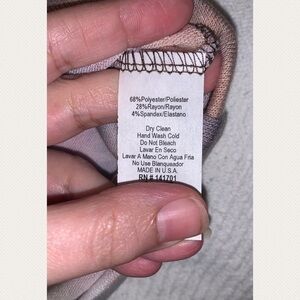 68%Polyester/Poliester
28%Rayon/Rayon
4%Spandex/Elastano
Dry Clean
Hand Wash Cold
Do Not Bleach
Lavar En Seco
Lavar A Mano Con Agua Fria
No Use Blanqueador
MADE IN U.S.A.
RN # 141701